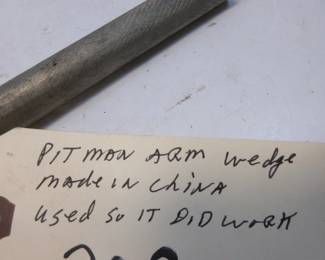 PITMAN ARM wedge
made in china
used so IT DID work